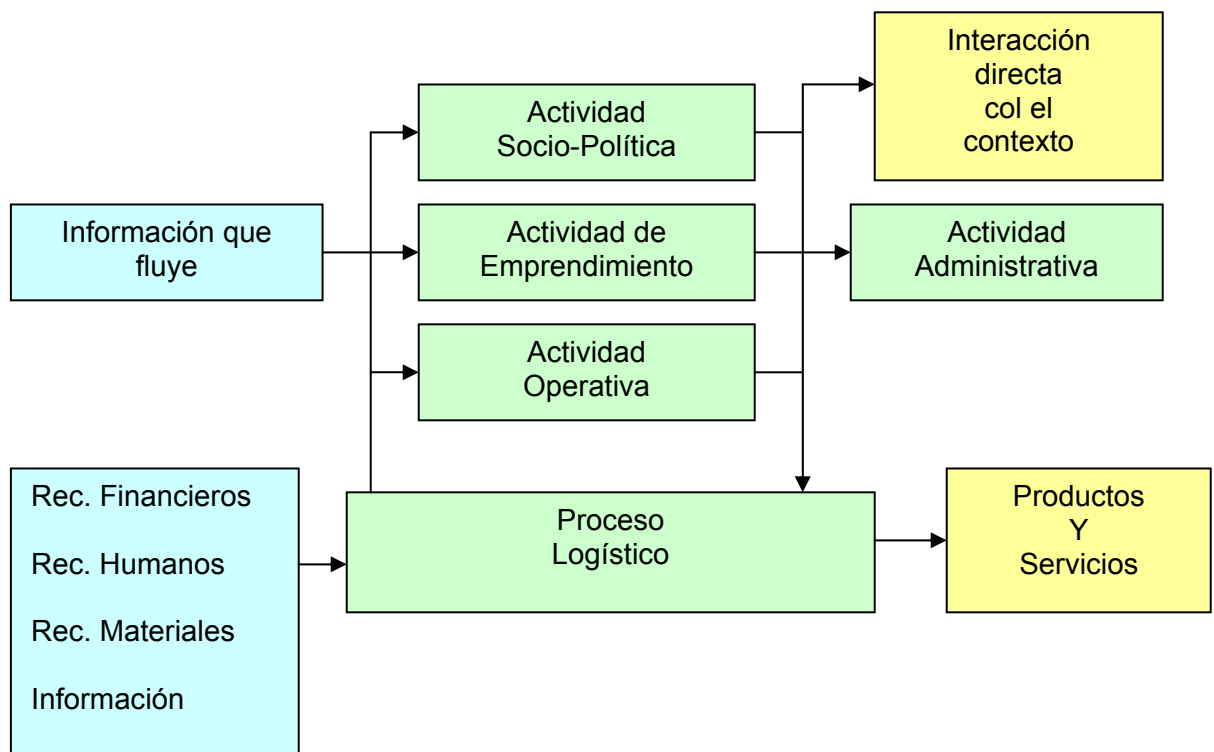 Interacción
directa
col el
contexto
Actividad
Socio-Política
Información que
fluye
Actividad de
Emprendimiento
Actividad
Administrativa
Actividad
Operativa
Rec. Financieros
Rec. Humanos
Rec. Materiales
Información
Proceso
Logístico
Productos
Y
Servicios